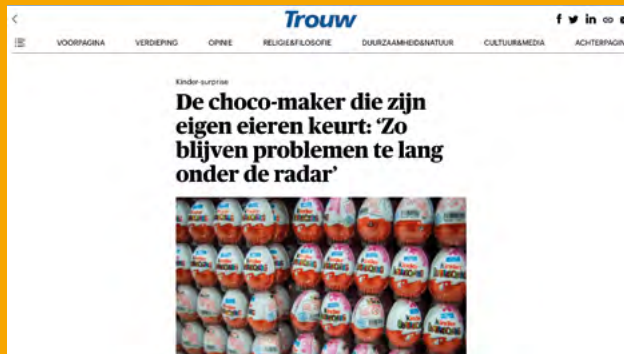 Trouw
VOORPAGINA VERDIEPING OPINIE RELIGIE&FILOSOFIE DUURZAAMHEID&NATUUR CULTUUR&MEDIA ACHTERPAGIN
Kinder-surprise
De choco-maker die zijn
eigen eieren keurt: ‘Zo
blijven problemen te lang
onder de radar’